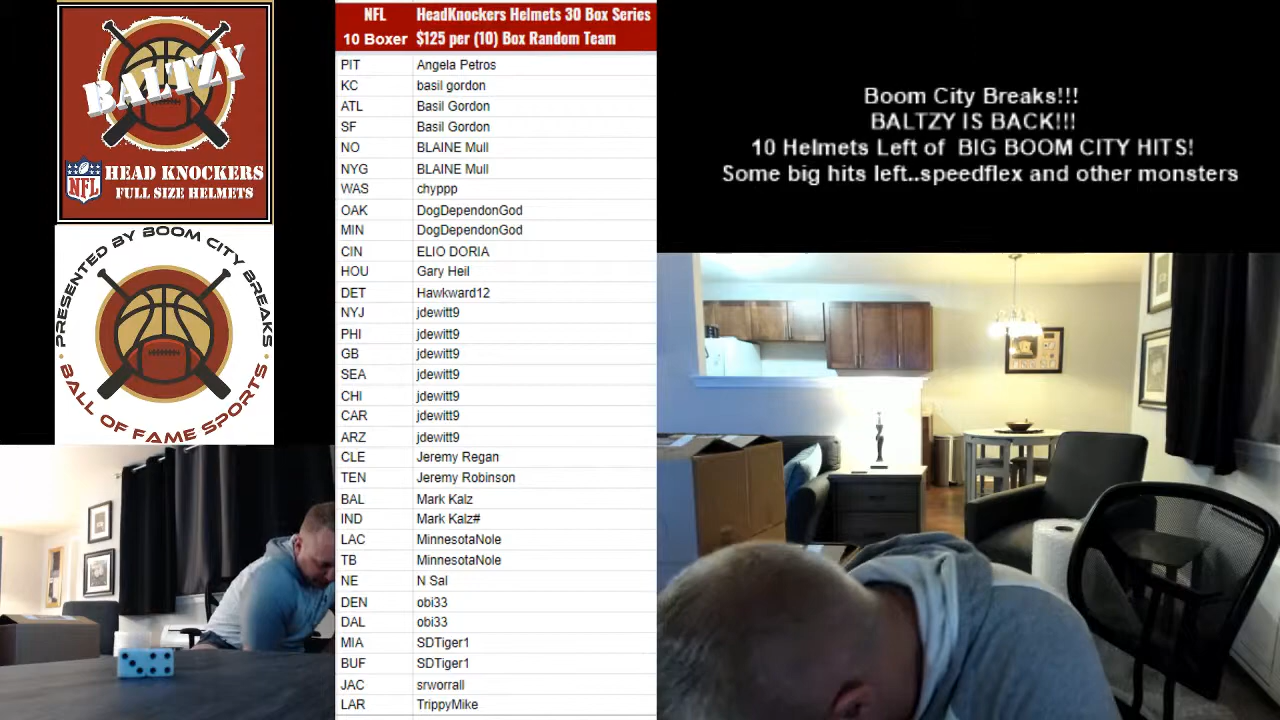 BALTZY
NFL
HEAD KNOCKERS
FULL SIZE HELMETS
PRESENTED BY BOOM CITY BREAKS
BALL OF FAME SPORTS
NFL HeadKnockers Helmets 30 Box Series
10 Boxer $125 per (10) Box Random Team
PIT Angela Petros
KC basil gordon
ATL Basil Gordon
SF Basil Gordon
NO BLAINE Mull
NYG BLAINE Mull
WAS chyppp
OAK DogDependonGod
MIN DogDependonGod
CIN ELIO DORIA
HOU Gary Heil
DET Hawkward12
NYJ jdewitt9
PHI jdewitt9
GB jdewitt9
SEA jdewitt9
CHI jdewitt9
CAR jdewitt9
ARZ jdewitt9
CLE Jeremy Regan
TEN Jeremy Robinson
BAL Mark Kalz
IND Mark Kalz#
LAC MinnesotaNole
TB MinnesotaNole
NE N Sai
DEN obi33
DAL obi33
MIA SDTiger1
BUF SDTiger1
JAC srworrall
LAR TrippyMike
Boom City Breaks!!!
BALTZY IS BACK!!!
10 Helmets Left of BIG BOOM CITY HITS!
Some big hits left..speedflex and other monsters